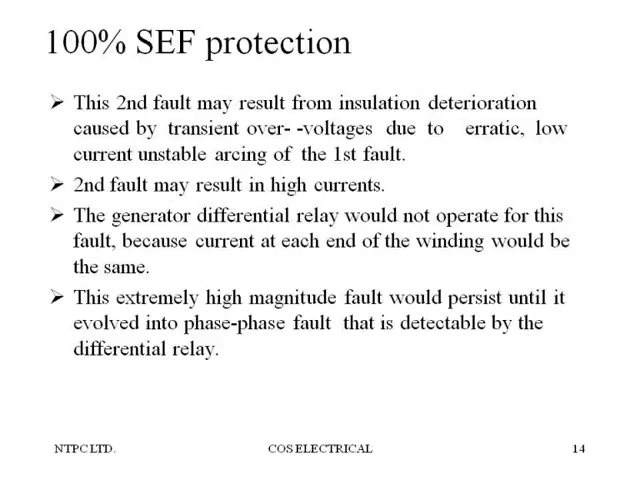 100% SEF protection
➢ This 2nd fault may result from insulation deterioration
caused by transient over- -voltages due to erratic, low
current unstable arcing of the 1st fault.
➢ 2nd fault may result in high currents.
➢ The generator differential relay would not operate for this
fault, because current at each end of the winding would be
the same.
➢ This extremely high magnitude fault would persist until it
evolved into phase-phase fault that is detectable by the
differential relay.
NTPC LTD. COS ELECTRICAL 14